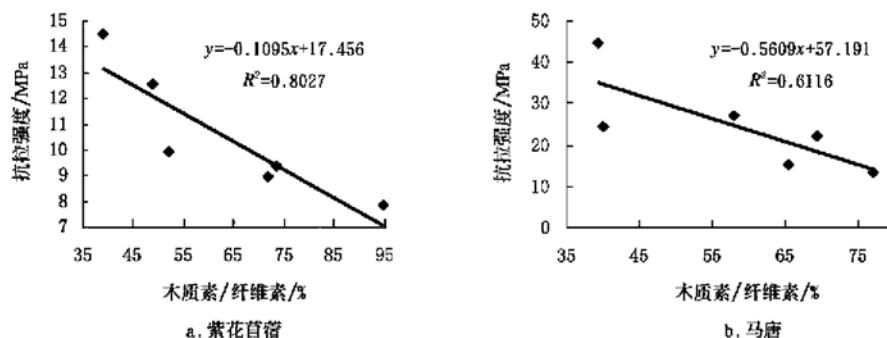 15
14
13
12
11
10
9
8
7
抗拉强度/MPa
y=-0.1095x+17.456
R²=0.8027
35 45 55 65 75 85 95
木质素/纤维素/%
a. 紫花苜蓿
50
40
30
20
10
0
抗拉强度/MPa
y=-0.5609x+57.191
R²=0.6116
35 45 55 65 75
木质素/纤维素/%
b. 马唐